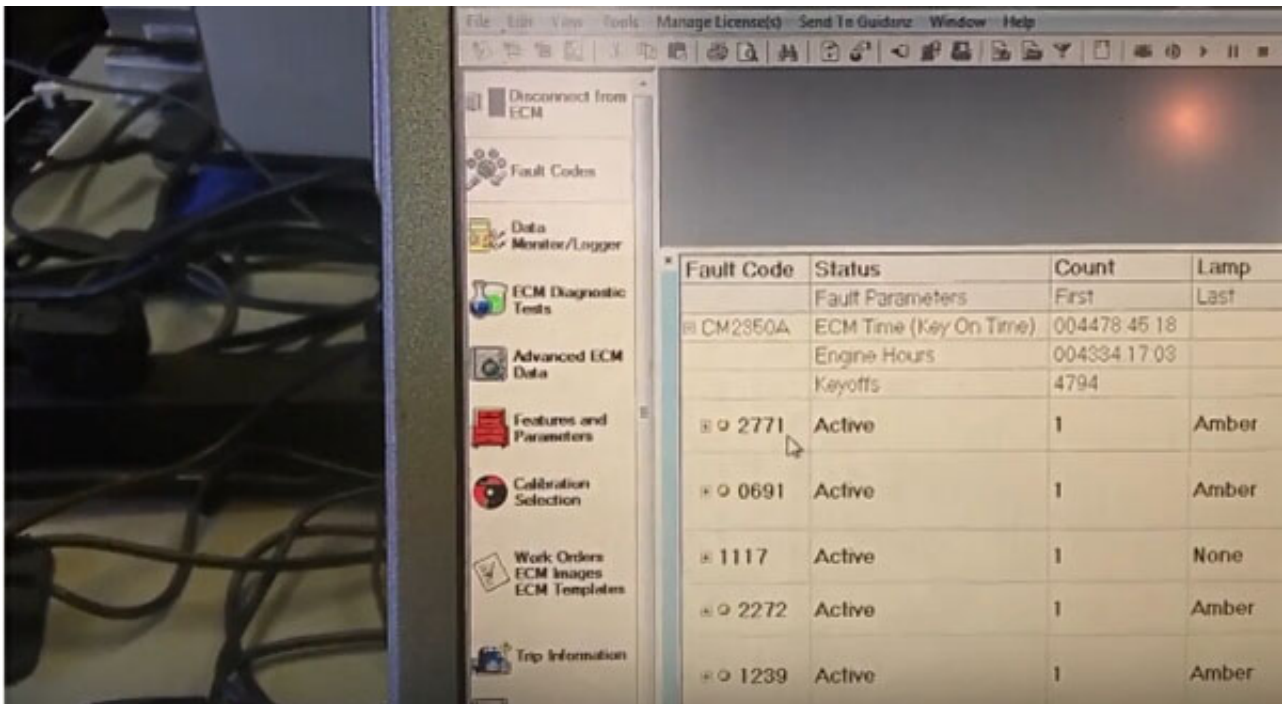 File Edit View Tools Manage License(s) Send To Guidanz Window Help
Disconnect from
ECM
Fault Codes
Data
Monitor/Logger
ECM Diagnostic
Tests
Advanced ECM
Data
Features and
Parameters
Calibration
Selection
Work Orders
ECM Images
ECM Templates
Trip Information
Fault Code Status Count Lamp
Fault Parameters First Last
CM2350A ECM Time (Key On Time) 004478:45:18
Engine Hours 004334:17:03
Keyoffs 4794
2771 Active 1 Amber
0691 Active 1 Amber
1117 Active 1 None
2272 Active 1 Amber
1239 Active 1 Amber